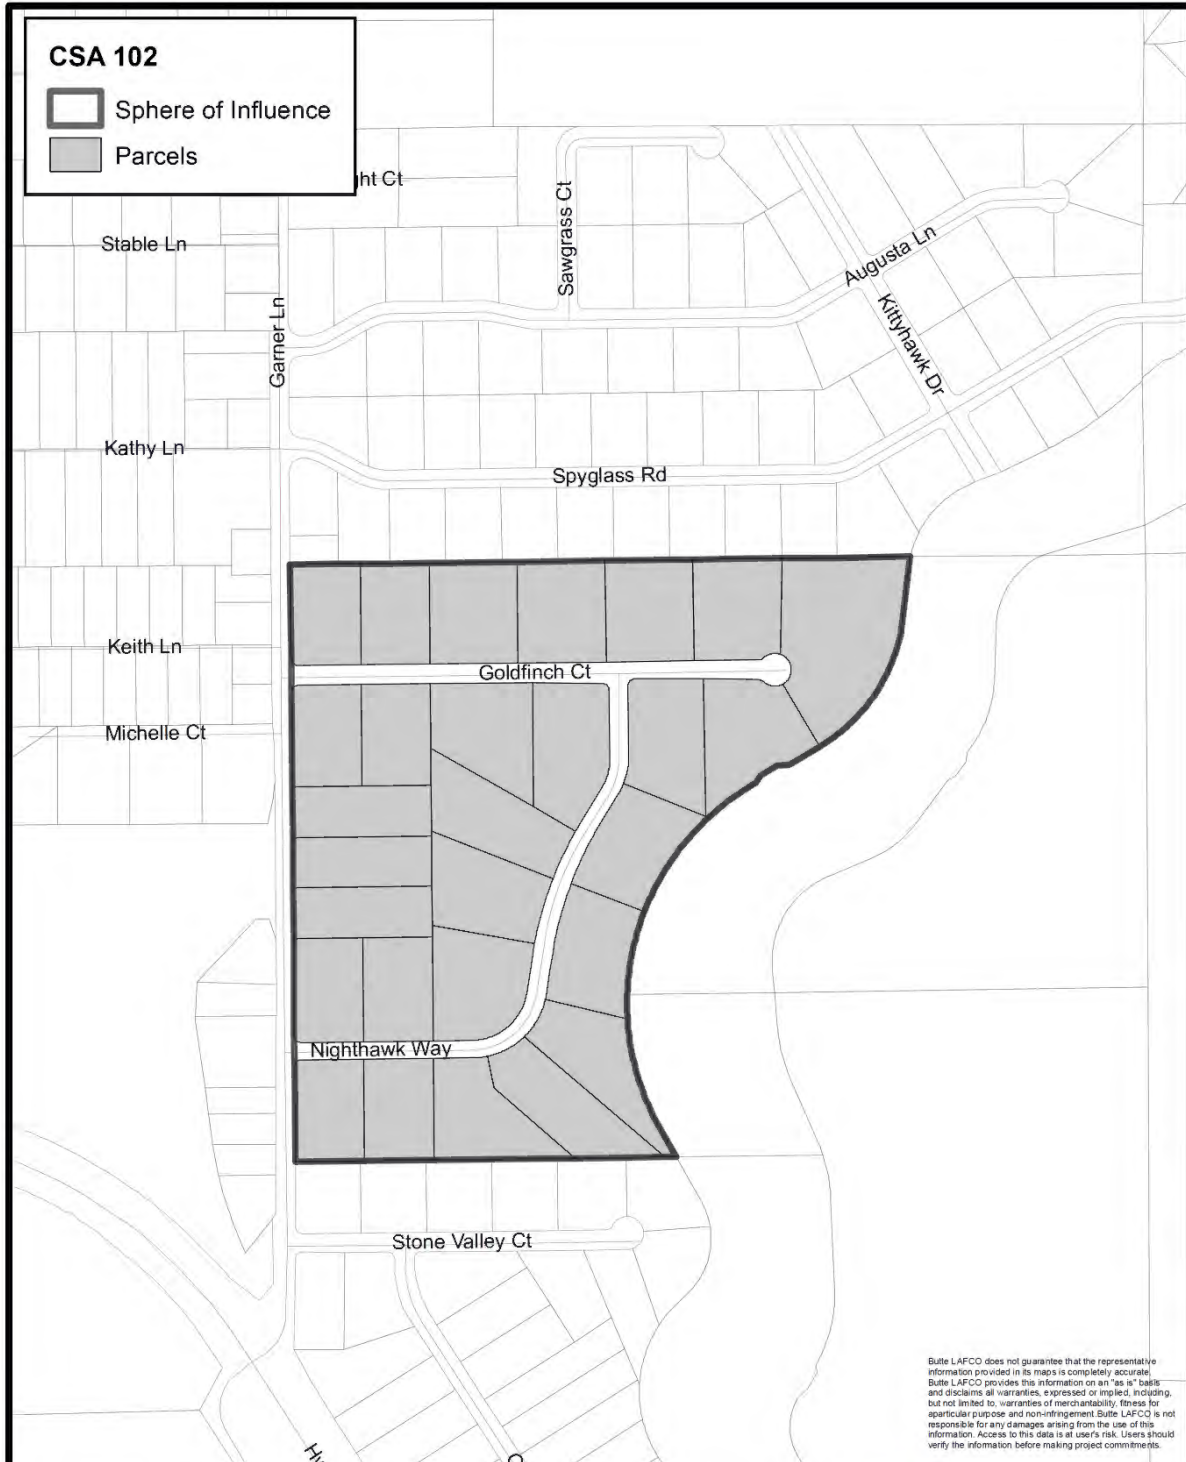 CSA 102
Sphere of Influence
Parcels
ht Ct
Stable Ln
Sawgrass Ct
Augusta Ln
Garner Ln
Kittyhawk Dr
Kathy Ln
Spyglass Rd
Keith Ln
Goldfinch Ct
Michelle Ct
Nighthawk Way
Stone Valley Ct
Butte LAFCO does not guarantee that the representative
information provided in its maps is completely accurate.
Butte LAFCO provides this information on an "as is" basis
and disclaims all warranties, expressed or implied, including,
but not limited to, warranties of merchantability, fitness for
aparticular purpose and non-infringement.Butte LAFCO is not
responsible for any damages arising from the use of this
information. Access to this data is at user's risk. Users should
verify the information before making project commitments.